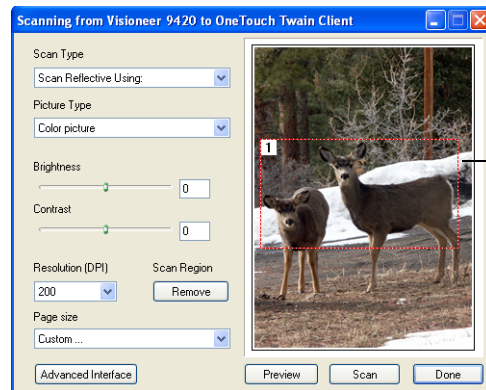 Scanning from Visioneer 9420 to OneTouch Twain Client
Scan Type
Scan Reflective Using:
Picture Type
Color picture
Brightness
0
Contrast
0
Resolution (DPI)
Scan Region
200
Remove
Page size
Custom ...
Advanced Interface
1
Preview
Scan
Done